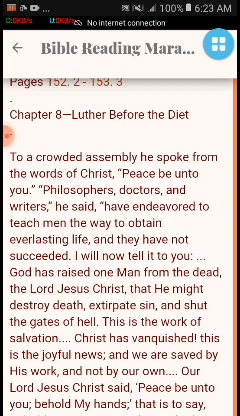 100% 6:23 AM
No internet connection
Bible Reading Mara...
Pages 152. 2 - 153. 3
.
Chapter 8—Luther Before the Diet
To a crowded assembly he spoke from
the words of Christ, “Peace be unto
you.” “Philosophers, doctors, and
writers,” he said, “have endeavored to
teach men the way to obtain
everlasting life, and they have not
succeeded. I will now tell it to you: ...
God has raised one Man from the dead,
the Lord Jesus Christ, that He might
destroy death, extirpate sin, and shut
the gates of hell. This is the work of
salvation.... Christ has vanquished! this
is the joyful news; and we are saved by
His work, and not by our own.... Our
Lord Jesus Christ said, ‘Peace be unto
you; behold My hands;’ that is to say,